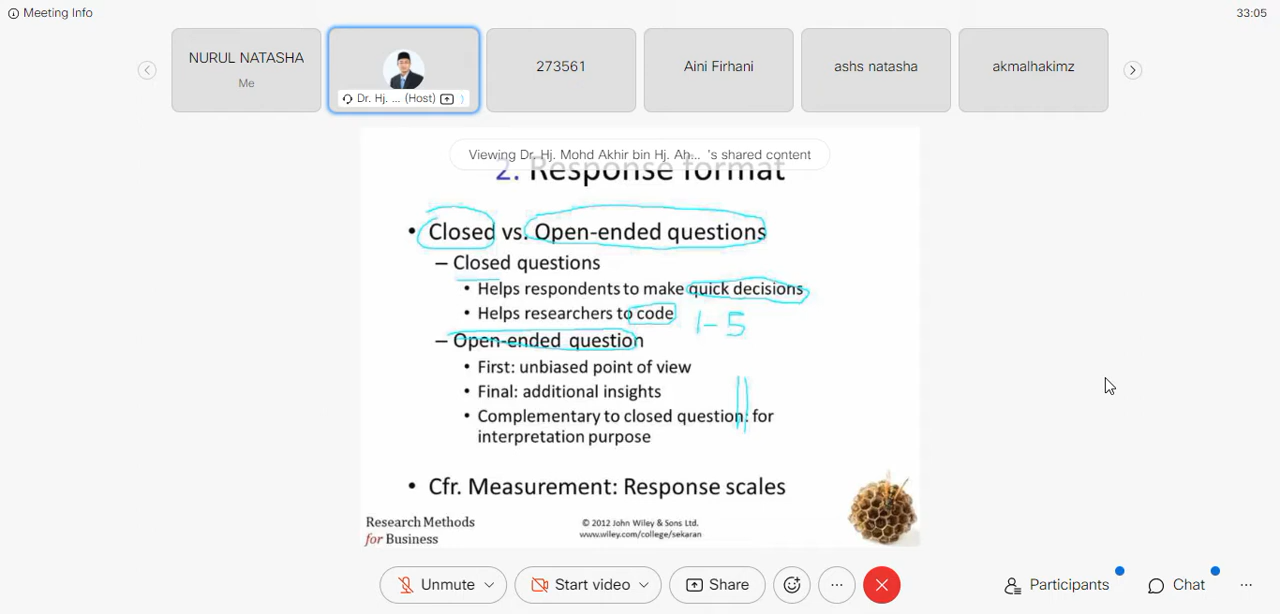 Meeting Info
33:05
NURUL NATASHA
Me
Dr. Hj. ... (Host)
273561
Aini Firhani
ashs natasha
akmalhakimz
Viewing Dr. Hj. Mohd Akhir bin Hj. Ah... 's shared content
2. Response format
• Closed vs. Open-ended questions
– Closed questions
• Helps respondents to make quick decisions
• Helps researchers to code
1-5
– Open-ended question
• First: unbiased point of view
• Final: additional insights
• Complementary to closed question: for
interpretation purpose
• Cfr. Measurement: Response scales
Research Methods
for Business
© 2012 John Wiley & Sons Ltd.
www.wiley.com/college/sekaran
Unmute
Start video
Share
Participants
Chat